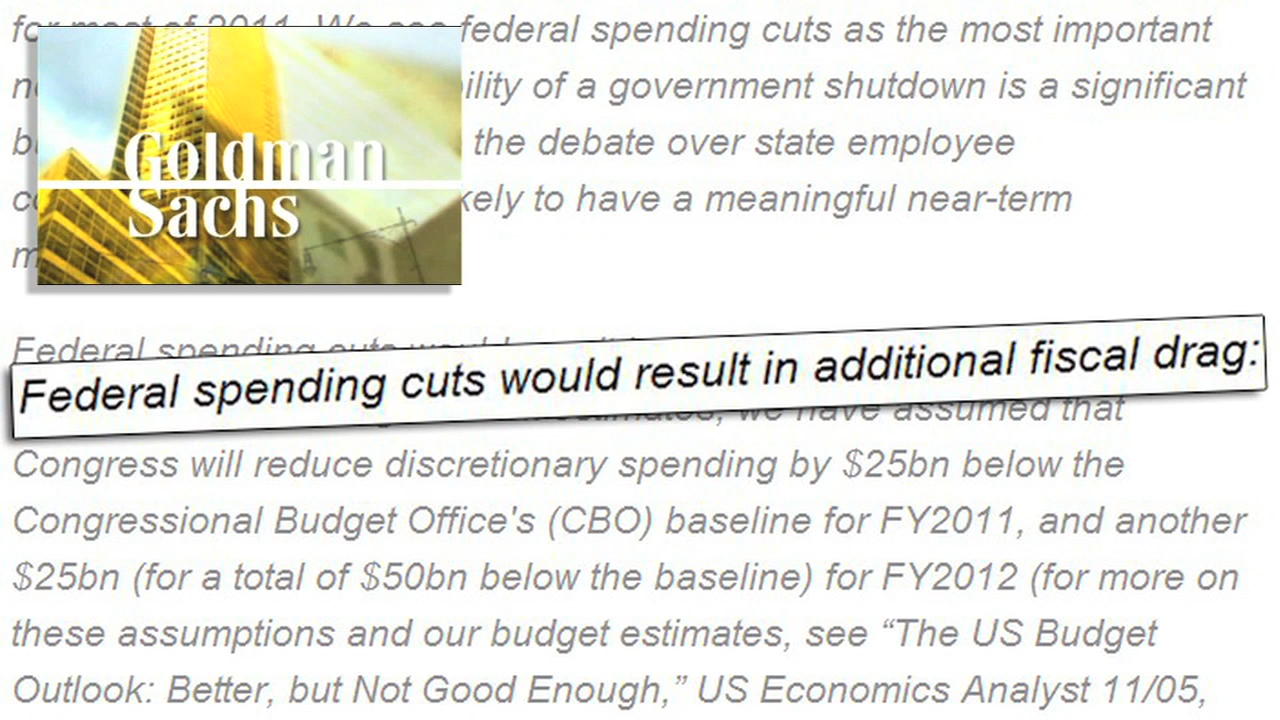 for most of 2011. We see federal spending cuts as the most important
Goldman
Sachs
ility of a government shutdown is a significant
the debate over state employee
kely to have a meaningful near-term
Federal spending cuts would
Federal spending cuts would result in additional fiscal drag:
estimates, we have assumed that
Congress will reduce discretionary spending by $25bn below the
Congressional Budget Office's (CBO) baseline for FY2011, and another
$25bn (for a total of $50bn below the baseline) for FY2012 (for more on
these assumptions and our budget estimates, see “The US Budget
Outlook: Better, but Not Good Enough,” US Economics Analyst 11/05,